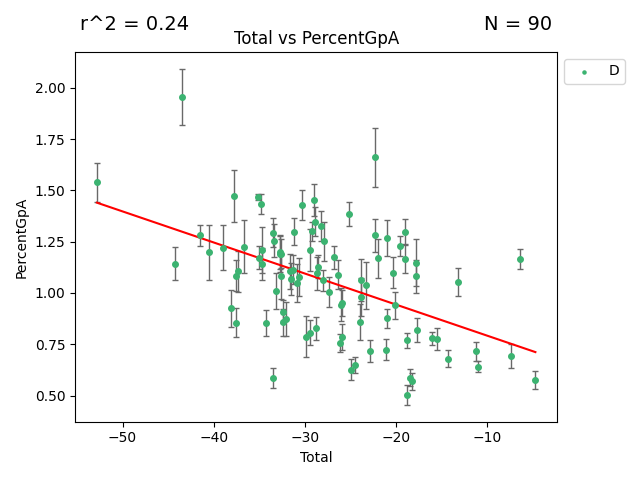 r^2 = 0.24
N = 90
Total vs PercentGpA
D
PercentGpA
2.00
1.75
1.50
1.25
1.00
0.75
0.50
−50
−40
−30
−20
−10
Total